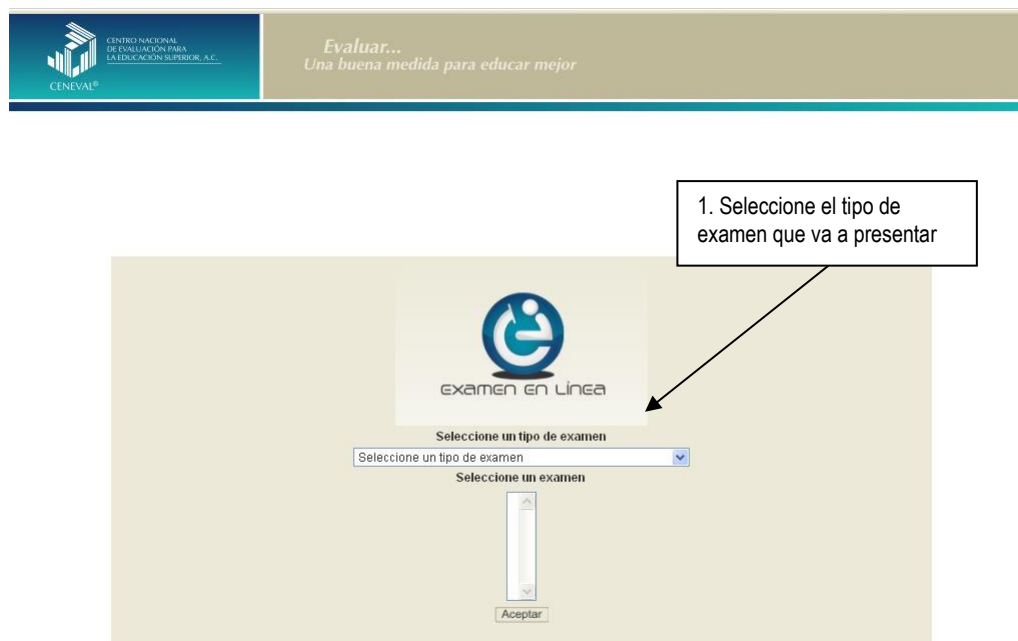 CENTRO NACIONAL
DE EVALUACIÓN PARA
LA EDUCACIÓN SUPERIOR, A.C.
CENEVAL®
Evaluar...
Una buena medida para educar mejor
1. Seleccione el tipo de
examen que va a presentar
examen en línea
Seleccione un tipo de examen
Seleccione un tipo de examen
Seleccione un examen
Aceptar